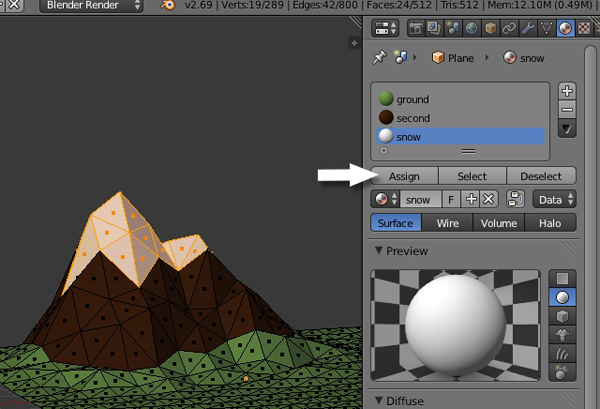 Blender Render
v2.69 | Verts:19/289 | Edges:42/800 | Faces:24/512 | Tris:512 | Mem:12.10M (0.49M)
Plane
snow
ground
second
snow
Assign Select Deselect
snow F Data
Surface Wire Volume Halo
Preview
Diffuse